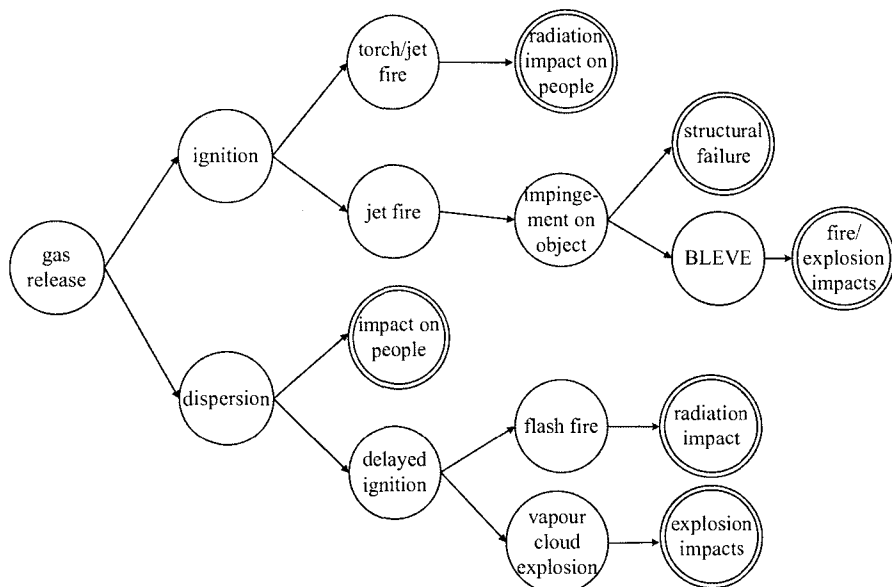 torch/jet
fire
radiation
impact on
people
ignition
structural
failure
jet fire
impinge-
ment on
object
gas
release
BLEVE
fire/
explosion
impacts
impact on
people
dispersion
flash fire
radiation
impact
delayed
ignition
vapour
cloud
explosion
explosion
impacts